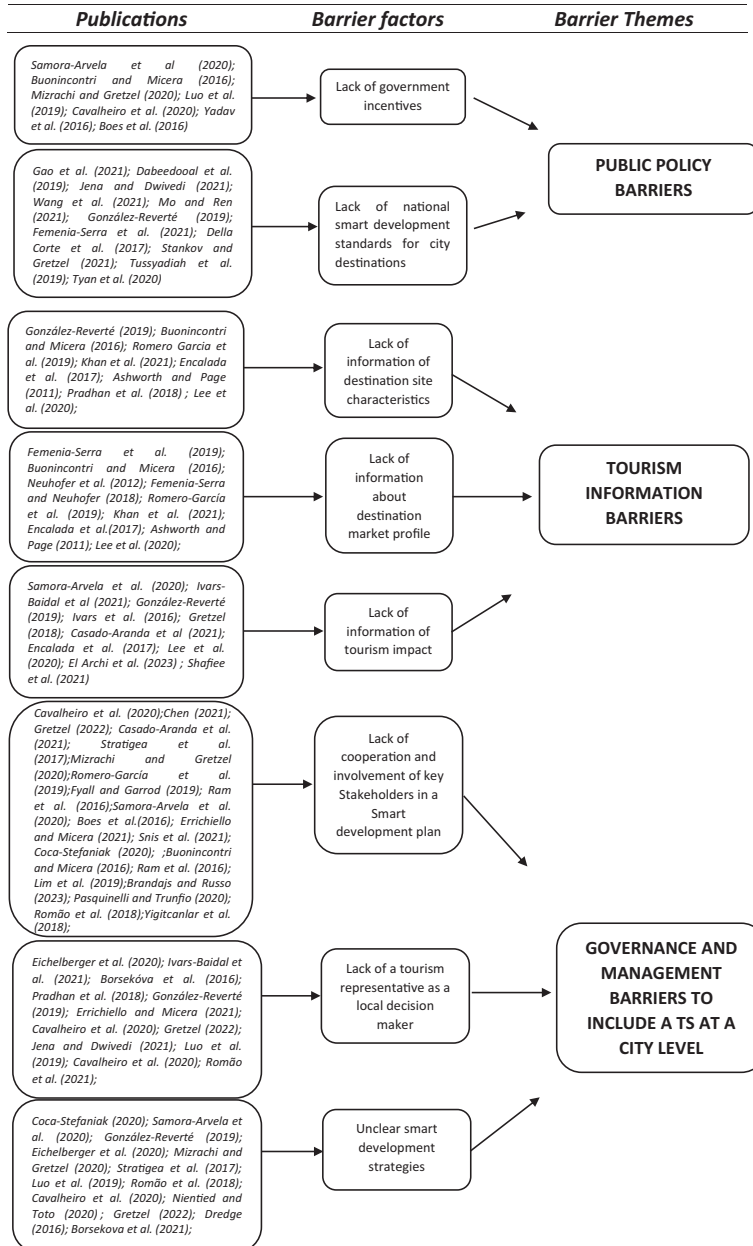 Publications Barrier factors Barrier Themes
Samora-Arvela et al (2020);
Buonincontri and Micera (2016);
Mizrachi and Gretzel (2020); Luo et al.
(2019); Cavalheiro et al. (2020); Yadav
et al. (2016); Boes et al. (2016)
Lack of government
incentives
Gao et al. (2021); Dabeedooal et al.
(2019); Jena and Dwivedi (2021);
Wang et al. (2021); Mo and Ren
(2021); González-Reverté (2019);
Femenia-Serra et al. (2021); Della
Corte et al. (2017); Stankov and
Gretzel (2021); Tussyadiah et al.
(2019); Tyan et al. (2020)
Lack of national
smart development
standards for city
destinations
PUBLIC POLICY
BARRIERS
González-Reverté (2019); Buonincontri
and Micera (2016); Romero Garcia et
al. (2019); Khan et al. (2021); Encalada
et al. (2017); Ashworth and Page
(2011); Pradhan et al. (2018) ; Lee et
al. (2020);
Lack of
information of
destination site
characteristics
Femenia-Serra et al. (2019);
Buonincontri and Micera (2016);
Neuhofer et al. (2012); Femenia-Serra
and Neuhofer (2018); Romero-García
et al. (2019); Khan et al. (2021);
Encalada et al.(2017); Ashworth and
Page (2011); Lee et al. (2020);
Lack of
information
about
destination
market profile
TOURISM
INFORMATION
BARRIERS
Samora-Arvela et al. (2020); Ivars-
Baidal et al (2021); González-Reverté
(2019); Ivars et al. (2016); Gretzel
(2018); Casado-Aranda et al (2021);
Encalada et al. (2017); Lee et al.
(2020); El Archi et al. (2023) ; Shafiee
et al. (2021)
Lack of
information of
tourism impact
Cavalheiro et al. (2020);Chen (2021);
Gretzel (2022); Casado-Aranda et al.
(2021); Stratigea et al.
(2017);Mizrachi and Gretzel
(2020);Romero-García et al.
(2019);Fyall and Garrod (2019); Ram
et al. (2016);Samora-Arvela et al.
(2020); Boes et al.(2016); Errichiello
and Micera (2021); Snis et al. (2021);
Coca-Stefaniak (2020); ;Buonincontri
and Micera (2016); Ram et al. (2016);
Lim et al. (2019);Brandajs and Russo
(2023); Pasquinelli and Trunfio (2020);
Romão et al. (2018);Yigitcanlar et al.
(2018);
Lack of
cooperation and
involvement of key
Stakeholders in a
Smart
development plan
Eichelberger et al. (2020); Ivars-Baidal et
al. (2021); Borsekóva et al. (2016);
Pradhan et al. (2018); González-Reverté
(2019); Errichiello and Micera (2021);
Cavalheiro et al. (2020); Gretzel (2022);
Jena and Dwivedi (2021); Luo et al.
(2019); Cavalheiro et al. (2020); Romão
et al. (2021);
Lack of a tourism
representative as a
local decision
maker
GOVERNANCE AND
MANAGEMENT
BARRIERS TO
INCLUDE A TS AT A
CITY LEVEL
Coca-Stefaniak (2020); Samora-Arvela et
al. (2020); González-Reverté (2019);
Eichelberger et al. (2020); Mizrachi and
Gretzel (2020); Stratigea et al. (2017);
Luo et al. (2019); Romão et al. (2018);
Cavalheiro et al. (2020); Nientied and
Toto (2020) ; Gretzel (2022); Dredge
(2016); Borsekova et al. (2021);
Unclear smart
development
strategies